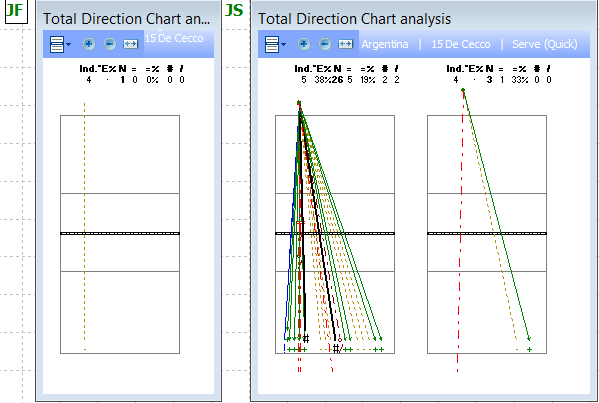 JF
Total Direction Chart an...
15 De Cecco
Ind.*E% N = =% # /
4 . 1 0 0% 0 0
JS
Total Direction Chart analysis
Argentina | 15 De Cecco | Serve (Quick)
Ind.*E% N = =% # /
5 38% 26 5 19% 2 2
Ind.*E% N = =% # /
4 . 3 1 33% 0 0